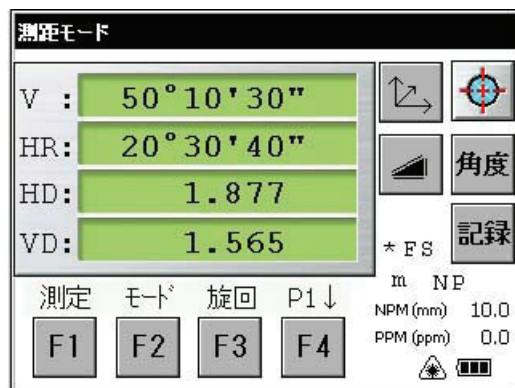 測距モード
V : 50°10'30"
HR: 20°30'40"
HD: 1.877
VD: 1.565
角度
記録
*FS
m NP
NPM(mm) 10.0
PPM(ppm) 0.0
測定 モード 旋回 P1↓
F1 F2 F3 F4